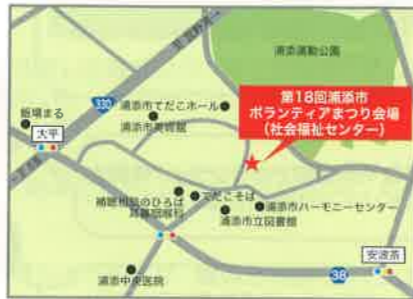 浦添運動公園
330
飯場まる
大平
浦添市てだこホール
浦添市美術館
第18回浦添市
ボランティアまつり会場
(社会福祉センター)
てだこそば
浦添市ハーモニーセンター
浦添市立図書館
安波茶
38
浦添中央医院